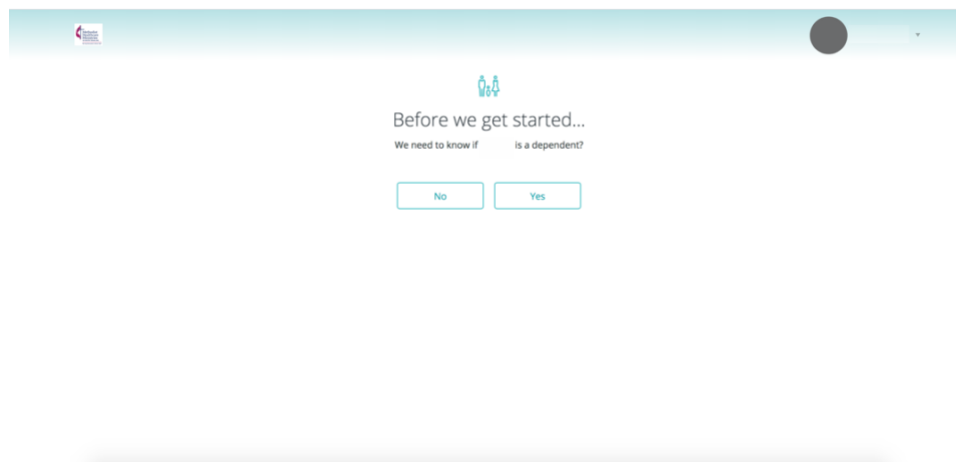 Before we get started...
We need to know if is a dependent?
No Yes